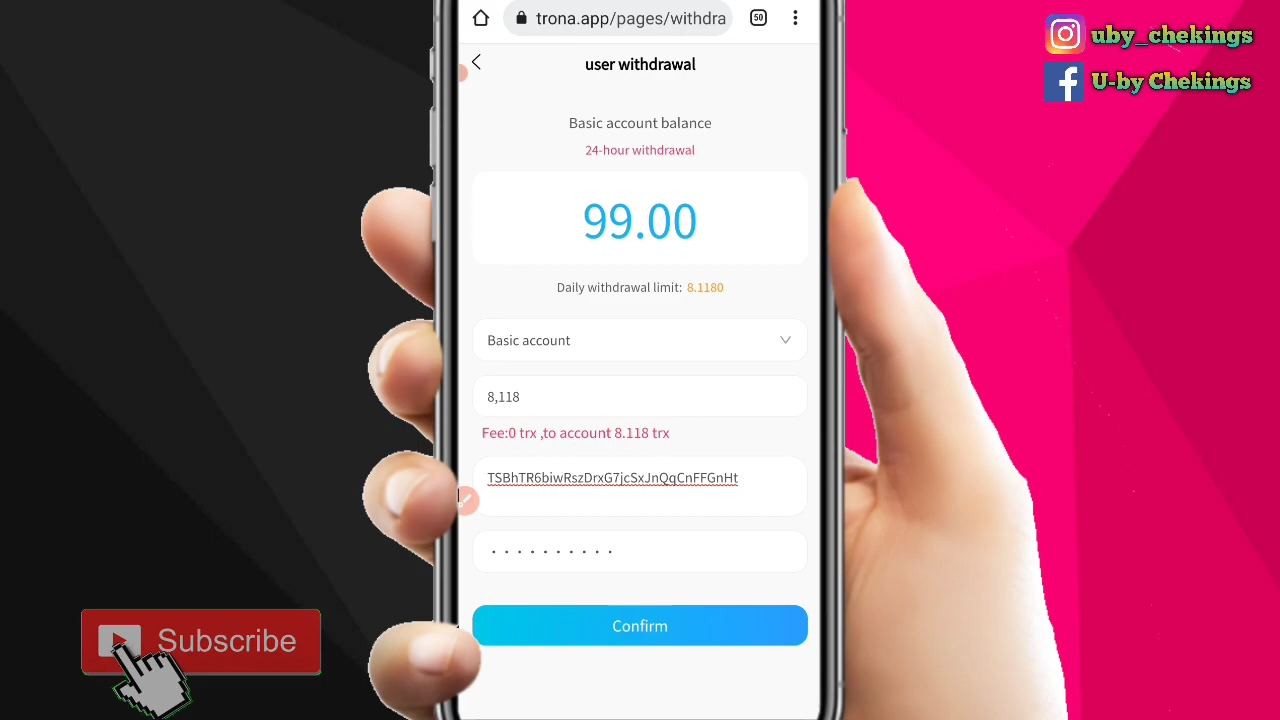 trona.app/pages/withdra
50
uby_chekings
user withdrawal
U-by Chekings
Basic account balance
24-hour withdrawal
99.00
Daily withdrawal limit: 8.1180
Basic account
8,118
Fee:0 trx ,to account 8.118 trx
TSBhTR6biwRszDrxG7jcSxJnQqCnFFGnHt
Confirm
Subscribe